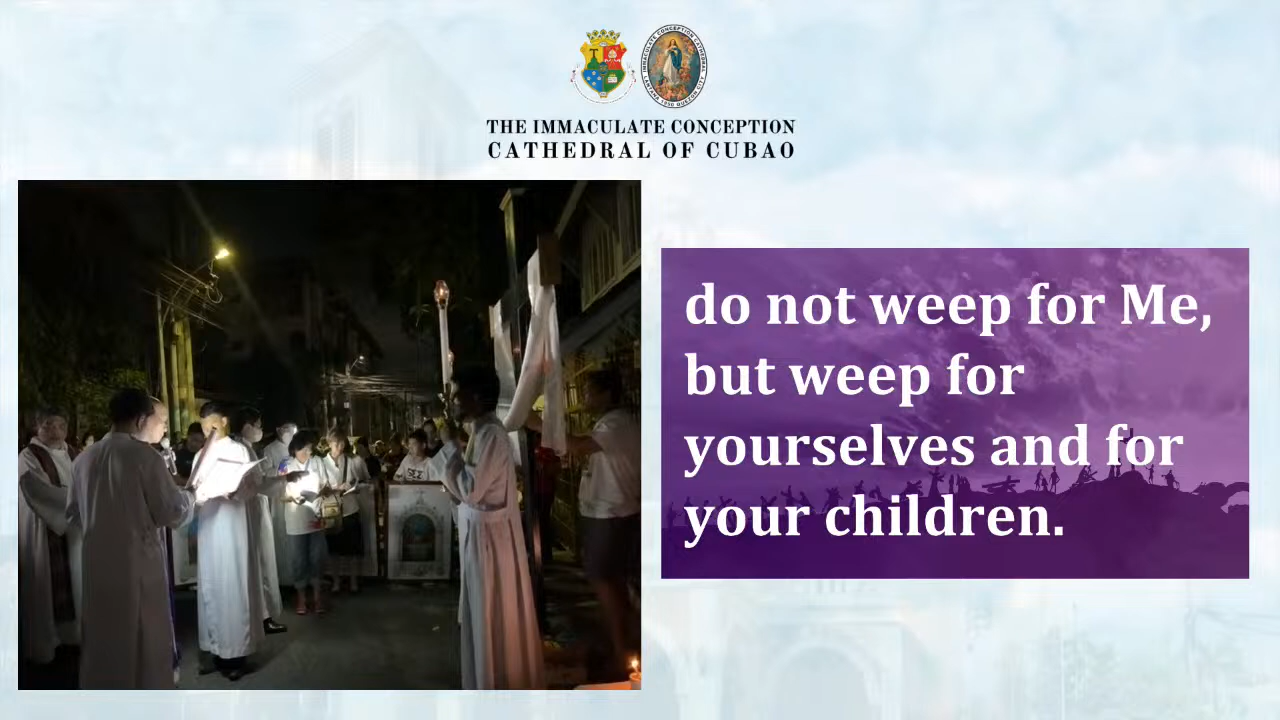 THE IMMACULATE CONCEPTION
CATHEDRAL OF CUBAO
do not weep for Me,
but weep for
yourselves and for
your children.